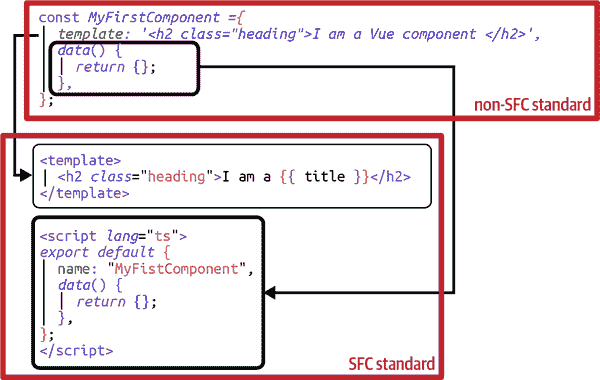 const MyFirstComponent ={
template: '<h2 class="heading">I am a Vue component </h2>',
data() {
return {};
},
};
non-SFC standard
<template>
<h2 class="heading">I am a {{ title }}</h2>
</template>
<script lang="ts">
export default {
name: "MyFistComponent",
data() {
return {};
},
};
</script>
SFC standard